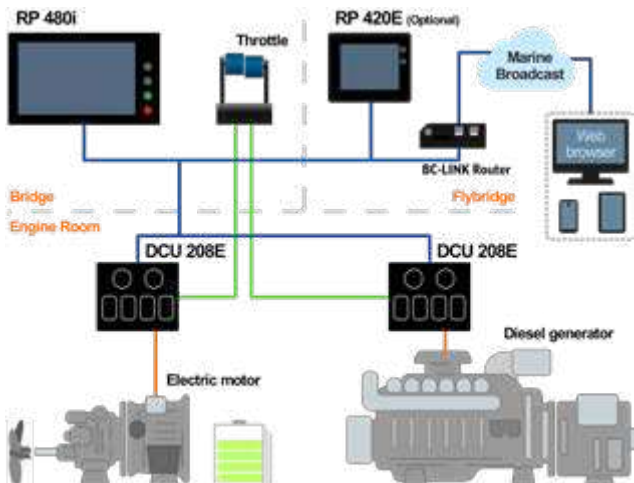 RP 480i
Throttle
RP 420E (Optional)
Marine
Broadcast
Web
browser
BC-LINK Router
Bridge
Flybridge
Engine Room
DCU 208E
DCU 208E
Diesel generator
Electric motor